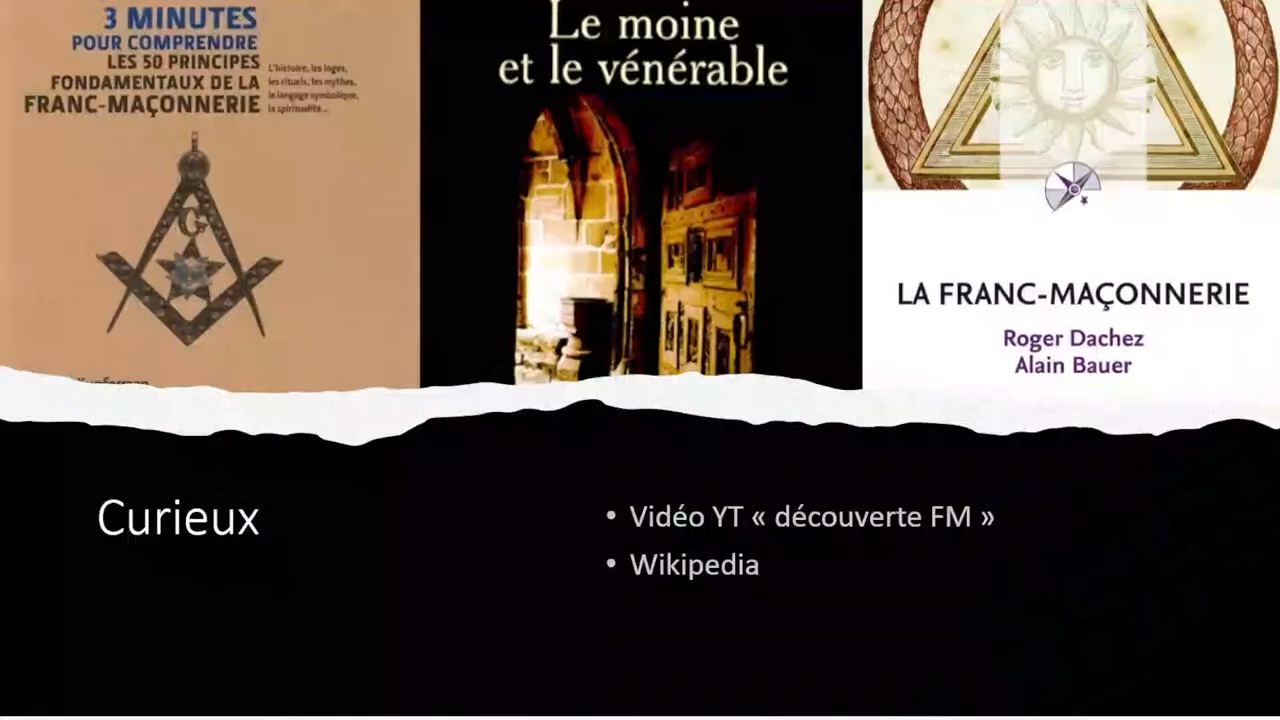 3 MINUTES
POUR COMPRENDRE
LES 50 PRINCIPES
FONDAMENTAUX DE LA
FRANC-MAÇONNERIE
L'histoire, les loges,
les rituels, les mythes,
le langage symbolique,
la spiritualité...
G
Le moine
et le vénérable
LA FRANC-MAÇONNERIE
Roger Dachez
Alain Bauer
Curieux
• Vidéo YT « découverte FM »
• Wikipedia